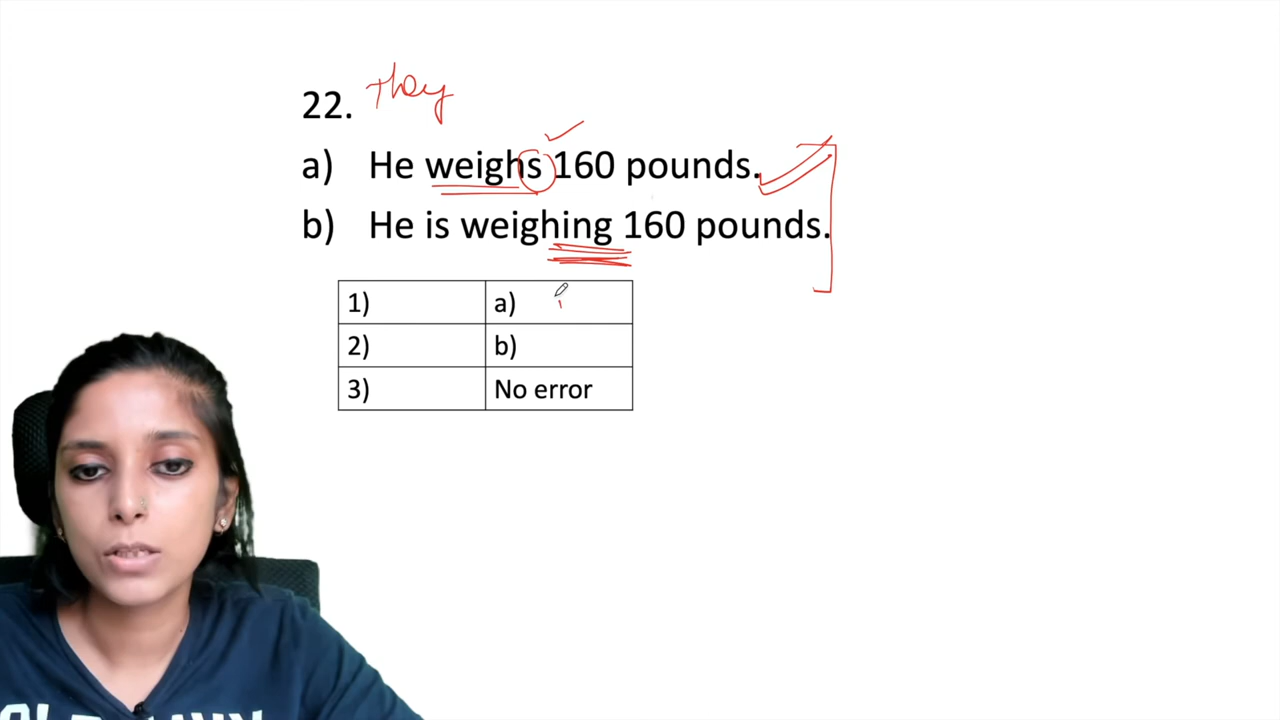 22. They
a) He weighs 160 pounds.
b) He is weighing 160 pounds.
1) a)
2) b)
3) No error